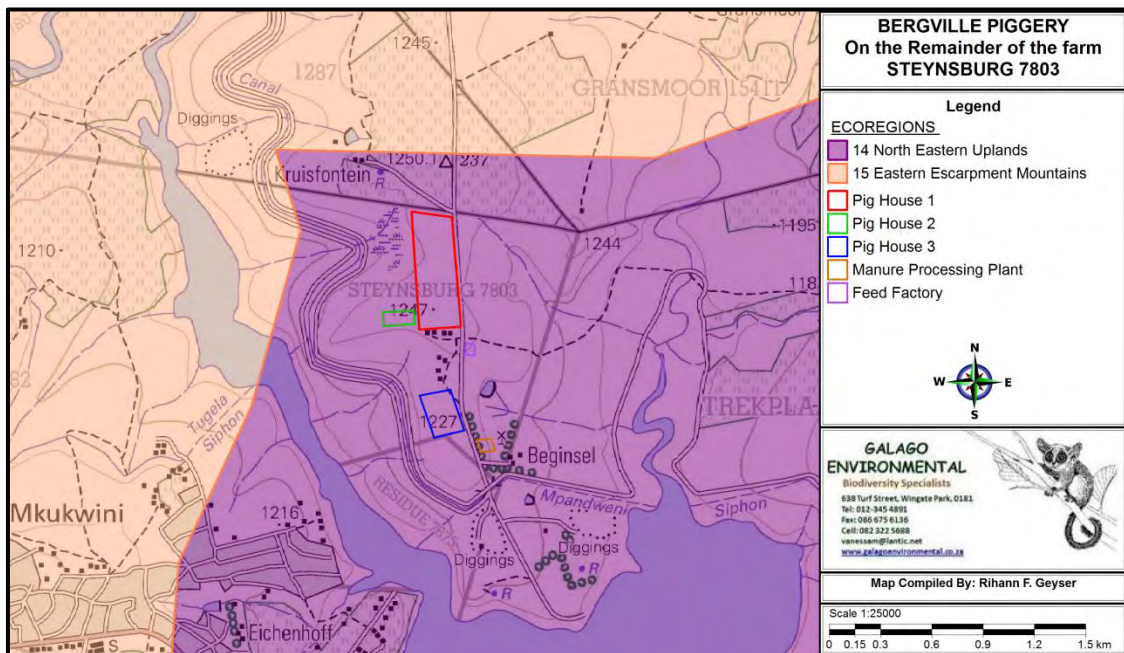 BERGVILLE PIGGERY
On the Remainder of the farm
STEYNSBURG 7803
Legend
ECOREGIONS
14 North Eastern Uplands
15 Eastern Escarpment Mountains
Pig House 1
Pig House 2
Pig House 3
Manure Processing Plant
Feed Factory
N
W E
S
GALAGO
ENVIRONMENTAL
Biodiversity Specialists
638 Turf Street, Wingate Park, 0181
Tel: 012-345 4891
Fax: 086 675 6136
Cell: 082 322 5688
vanessam@lantic.net
www.galagoenvironmental.co.za
Map Compiled By: Rihann F. Geyser
Scale 1:25000
0 0.15 0.3 0.6 0.9 1.2 1.5 km
1245
1287
GRANSMOOR 15411
Canal
Diggings
1250.1 237
Kruisfontein
R
1195
1244
1210
STEYNSBURG 7803
1247
118
TREKPLA
1227
Tugela
Siphon
Beginsel
Mpandweni
Siphon
RESIDUE
Mkukwini
1216
Diggings
Diggings
R
R
Eichenhoff
S